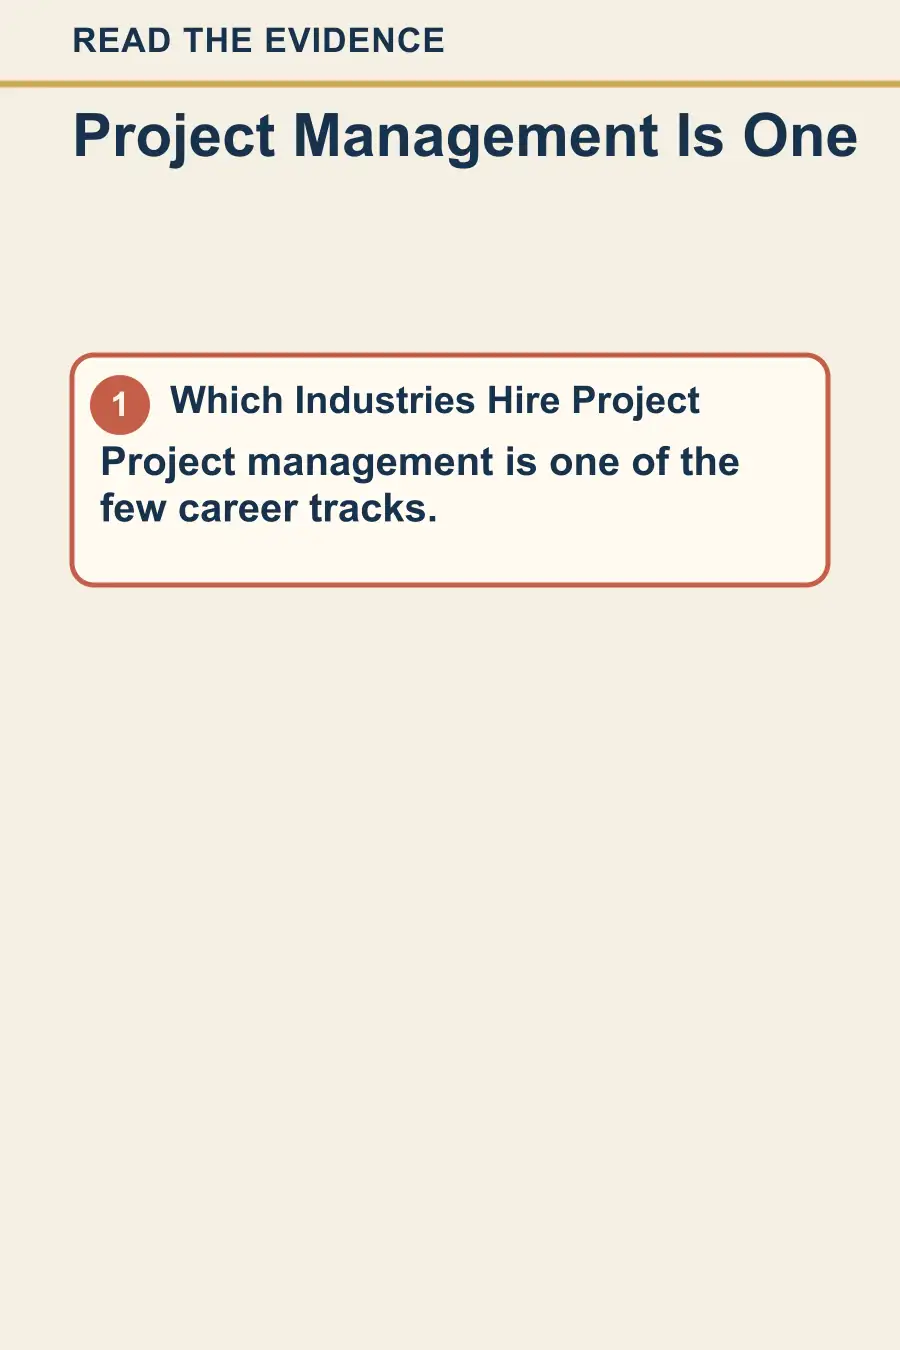 READ THE EVIDENCE
Project Management Is One
1
Which Industries Hire Project
Project management is one of the
few career tracks.